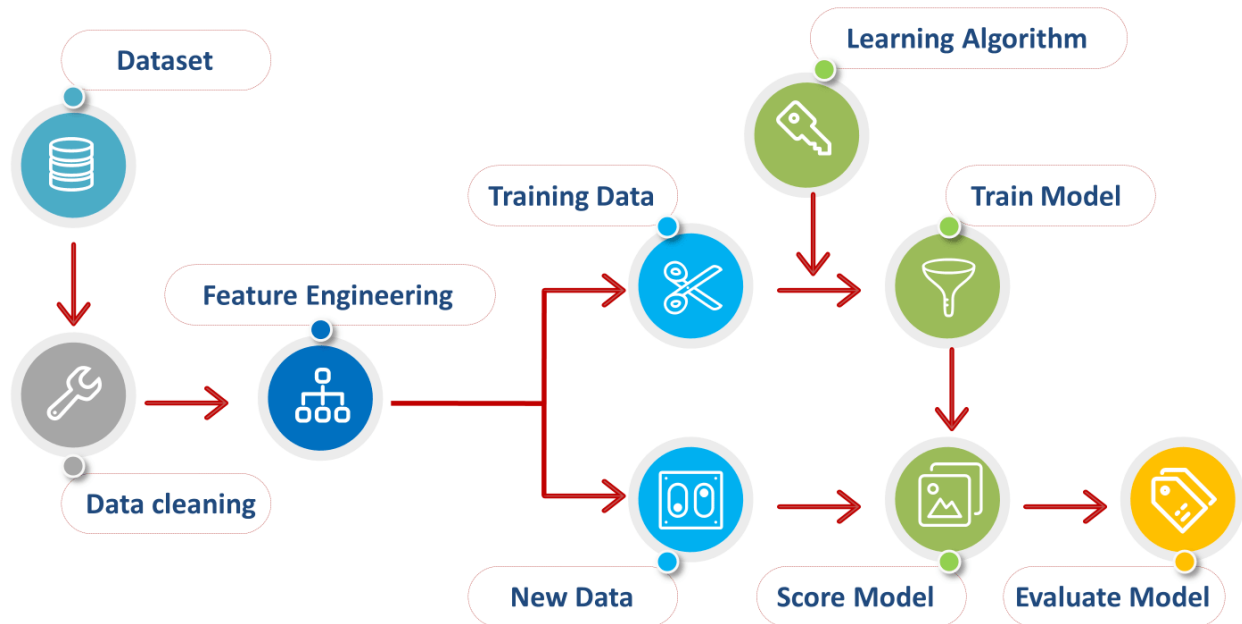 Dataset
Learning Algorithm
Training Data
Train Model
Feature Engineering
Data cleaning
New Data
Score Model
Evaluate Model